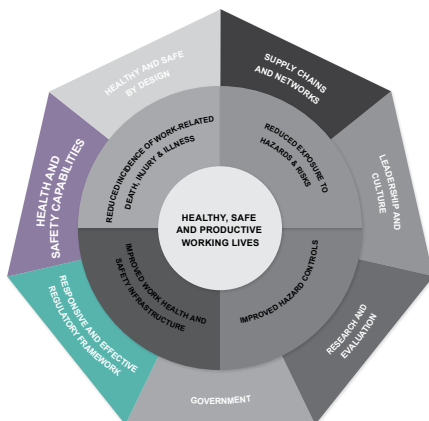 HEALTHY AND SAFE
BY DESIGN
SUPPLY CHAINS
AND NETWORKS
LEADERSHIP AND
CULTURE
RESEARCH AND
EVALUATION
GOVERNMENT
RESPONSIVE AND EFFECTIVE
REGULATORY FRAMEWORK
HEALTH AND
SAFETY CAPABILITIES
REDUCED INCIDENCE OF WORK-RELATED
DEATH, INJURY & ILLNESS
REDUCED EXPOSURE TO
HAZARDS & RISKS
IMPROVED HAZARD CONTROLS
IMPROVED WORK HEALTH AND
SAFETY INFRASTRUCTURE
HEALTHY, SAFE
AND PRODUCTIVE
WORKING LIVES